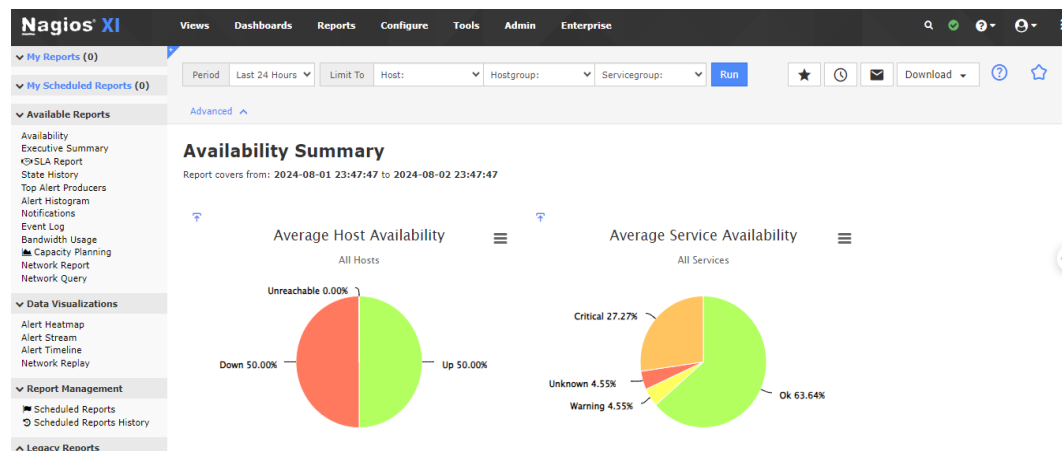 Nagios XI
Views Dashboards Reports Configure Tools Admin Enterprise
My Reports (0)
My Scheduled Reports (0)
Available Reports
Availability
Executive Summary
SLA Report
State History
Top Alert Producers
Alert Histogram
Notifications
Event Log
Bandwidth Usage
Capacity Planning
Network Report
Network Query
Data Visualizations
Alert Heatmap
Alert Stream
Alert Timeline
Network Replay
Report Management
Scheduled Reports
Scheduled Reports History
Legacy Reports
Period Last 24 Hours Limit To Host: Hostgroup: Servicegroup: Run Download
Advanced
Availability Summary
Report covers from: 2024-08-01 23:47:47 to 2024-08-02 23:47:47
Average Host Availability
All Hosts
Unreachable 0.00%
Down 50.00%
Up 50.00%
Average Service Availability
All Services
Critical 27.27%
Unknown 4.55%
Warning 4.55%
Ok 63.64%